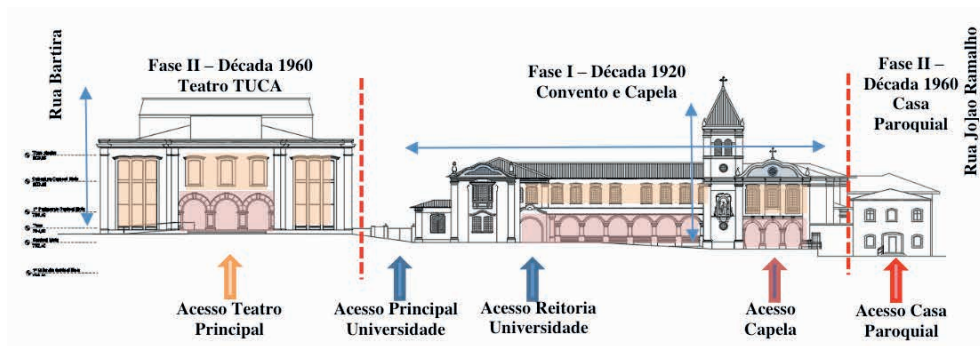 Rua Bartira
Fase II – Década 1960
Teatro TUCA
Fase I – Década 1920
Convento e Capela
Fase II –
Década 1960
Casa
Paroquial
Rua João Ramalho
Acesso Teatro
Principal
Acesso Principal
Universidade
Acesso Reitoria
Universidade
Acesso
Capela
Acesso Casa
Paroquial